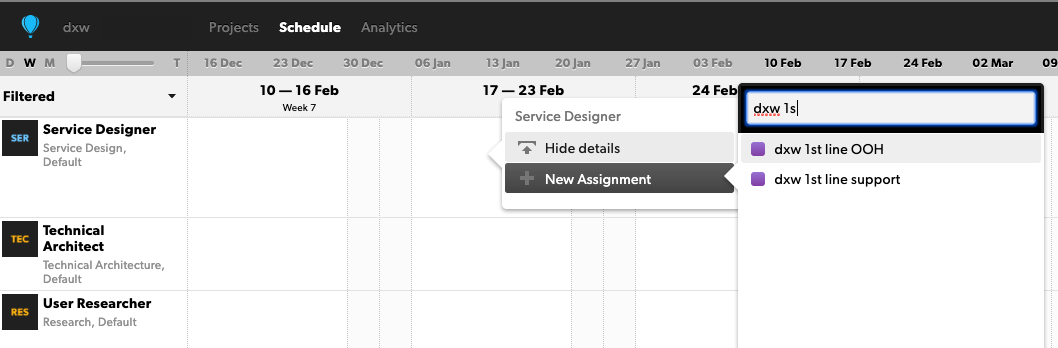 dxw Projects Schedule Analytics
D W M T 16 Dec 23 Dec 30 Dec 06 Jan 13 Jan 20 Jan 27 Jan 03 Feb 10 Feb 17 Feb 24 Feb 02 Mar 09
Filtered
10 — 16 Feb
Week 7
17 — 23 Feb
24 Feb
SER
Service Designer
Service Design,
Default
TEC
Technical
Architect
Technical Architecture,
Default
RES
User Researcher
Research, Default
Service Designer
Hide details
New Assignment
dxw 1s
dxw 1st line OOH
dxw 1st line support